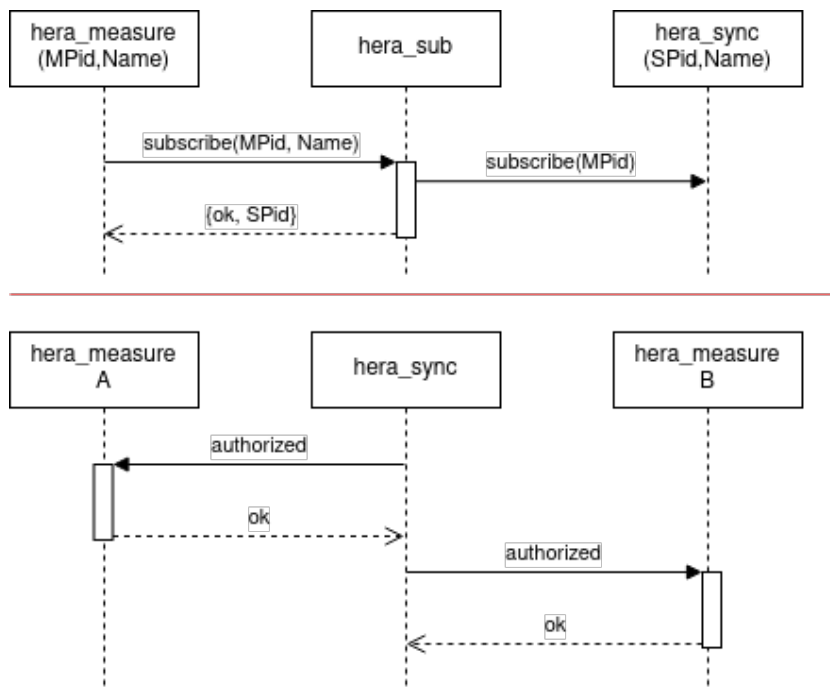 hera_measure
(MPid,Name)
hera_sub
hera_sync
(SPid,Name)
subscribe(MPid, Name)
subscribe(MPid)
{ok, SPid}
hera_measure
A
hera_sync
hera_measure
B
authorized
ok
authorized
ok